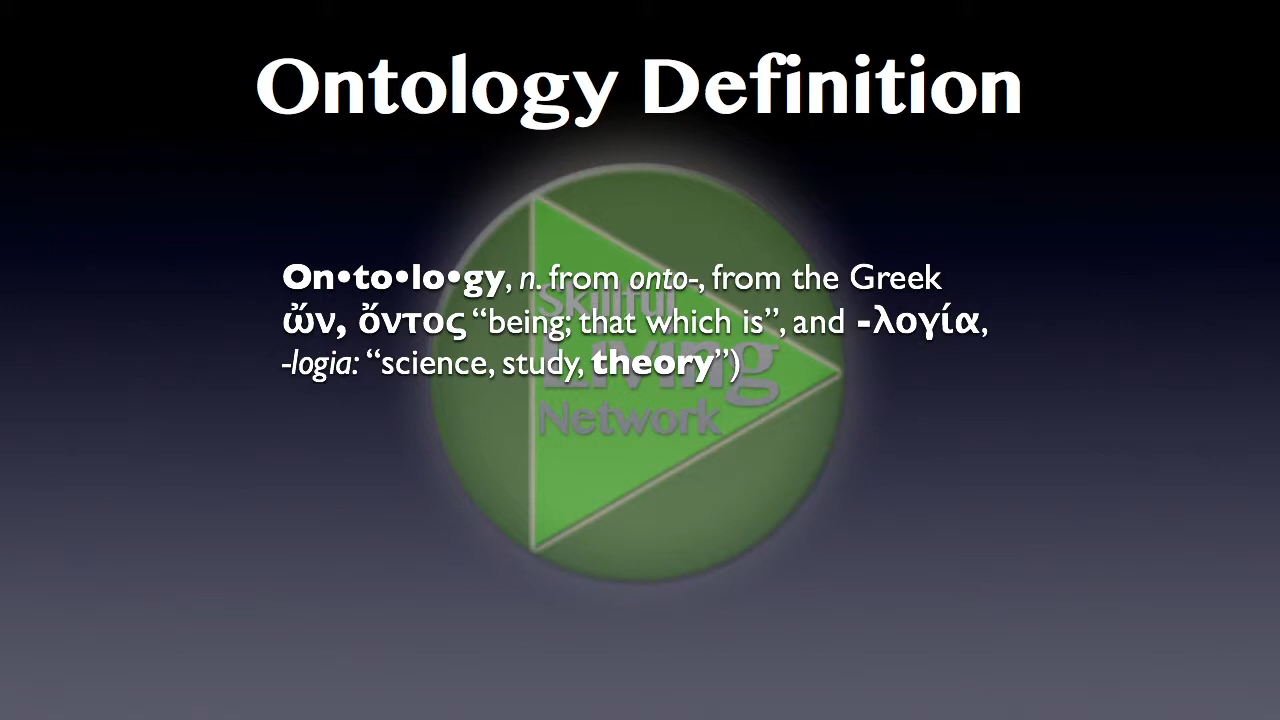 Ontology Definition
On•to•lo•gy, n. from onto-, from the Greek
ὤν, ὄντος “being; that which is”, and -λογία,
-logia: “science, study, theory”)
Skillful
Living
Network